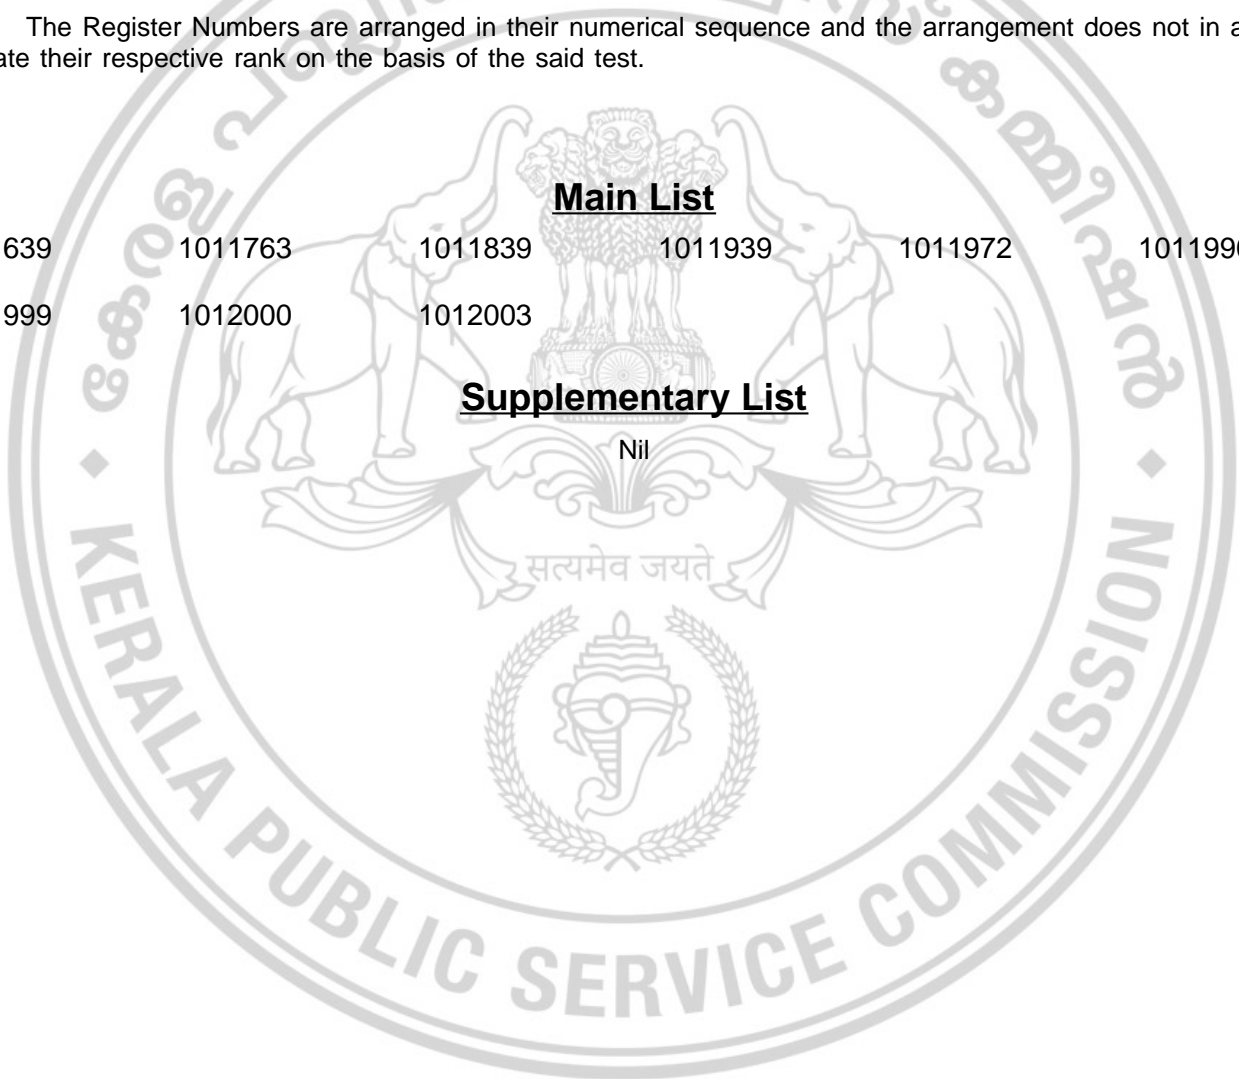 The Register Numbers are arranged in their numerical sequence and the arrangement does not in a
ate their respective rank on the basis of the said test.
Main List
639 1011763 1011839 1011939 1011972 101199
999 1012000 1012003
Supplementary List
Nil
सत्यमेव जयते
KERALA PUBLIC SERVICE COMMISSION